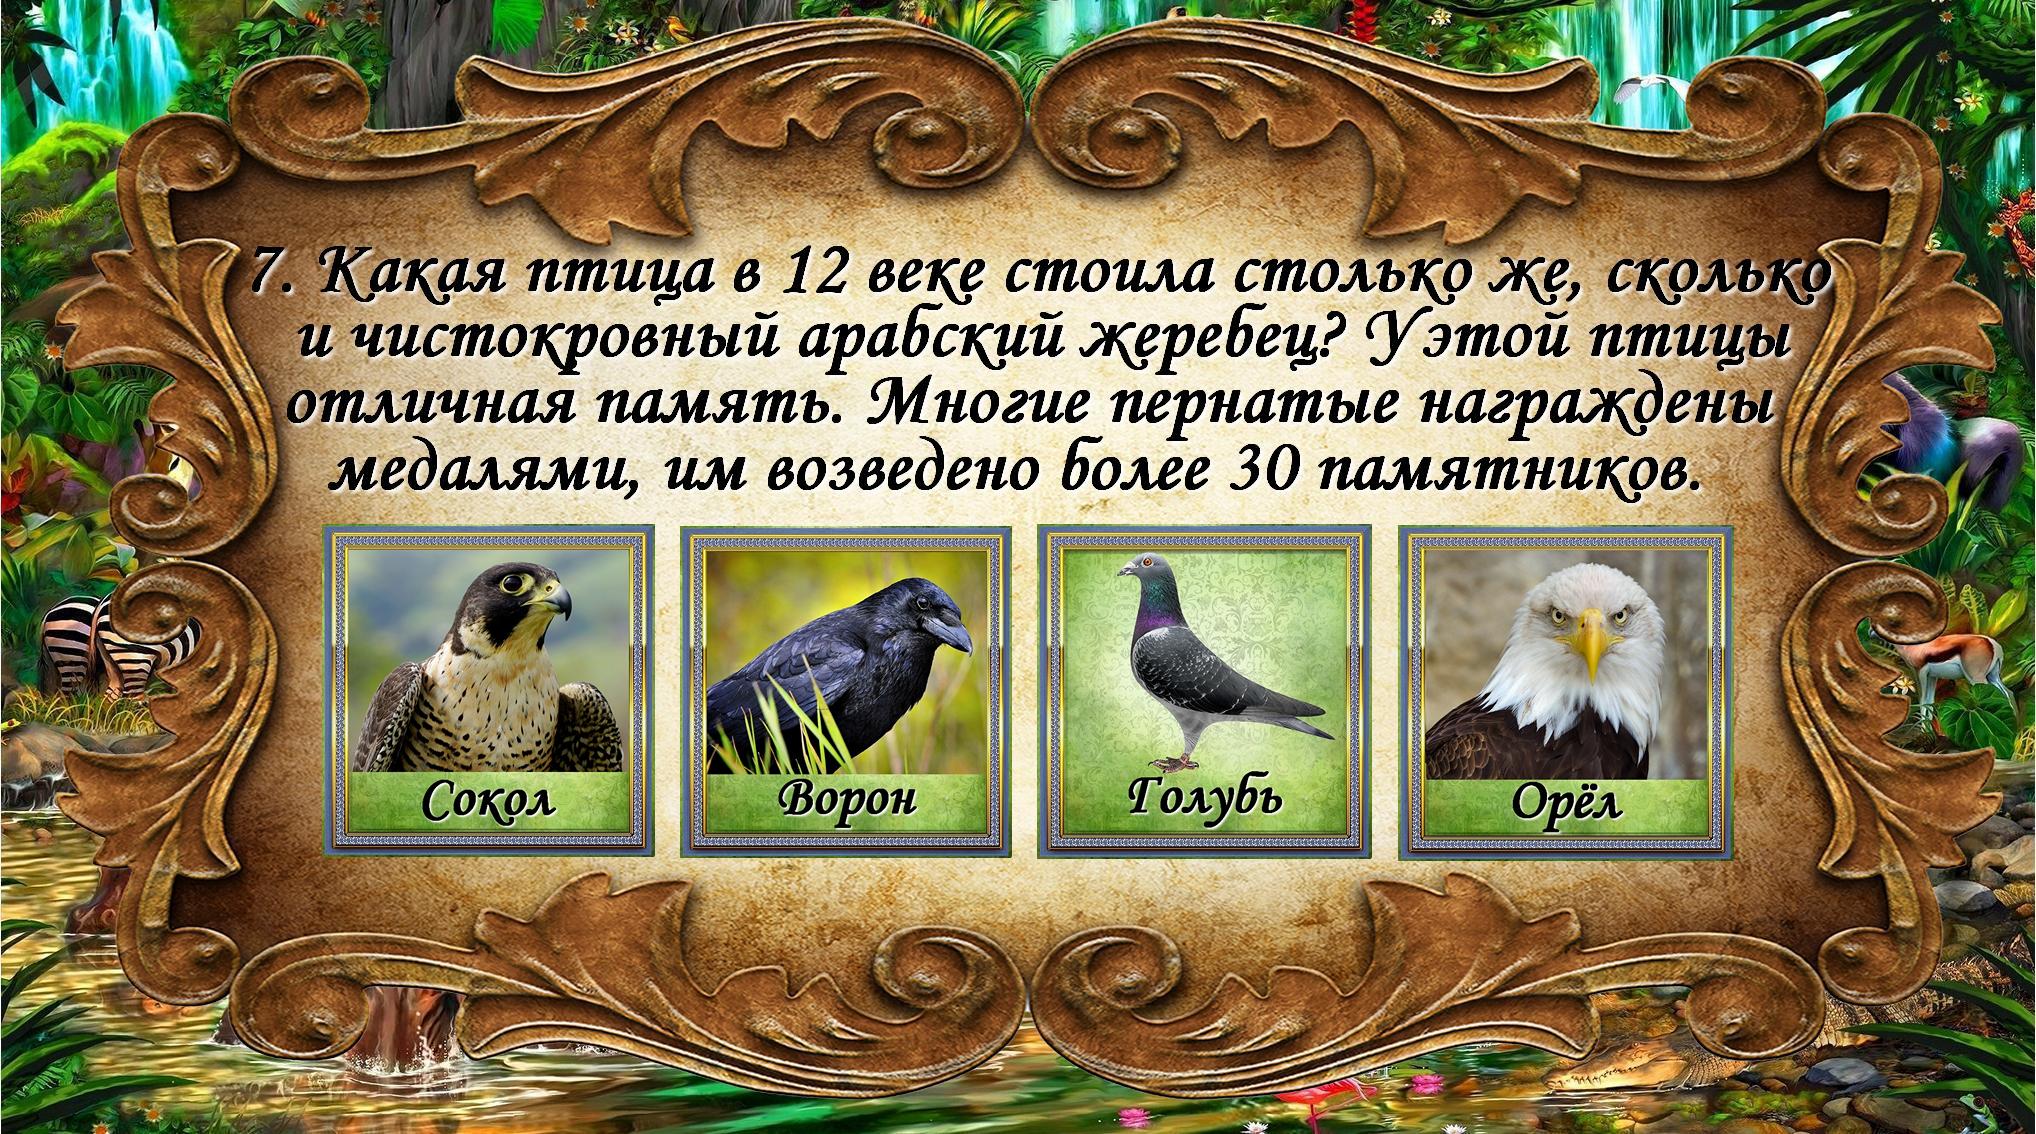 7. Какая птица в 12 веке стоила столько же, сколько
и чистокровный арабский жеребец? У этой птицы
отличная память. Многие пернатые награждены
медалями, им возведено более 30 памятников.
Сокол
Ворон
Голубь
Орёл